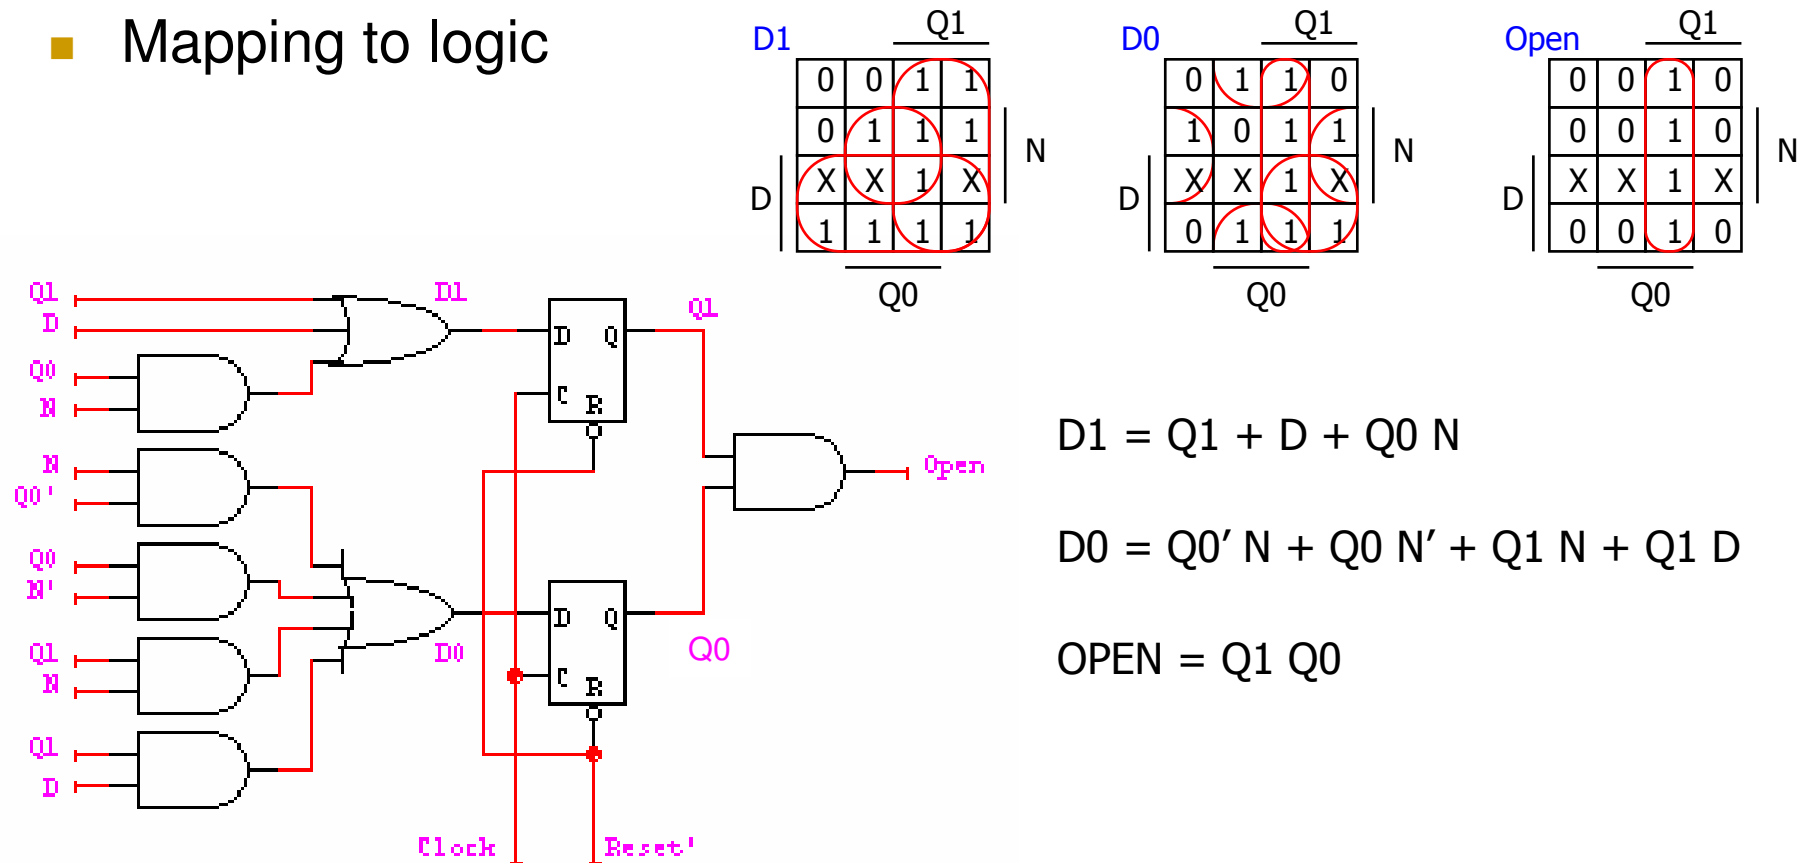 Mapping to logic
D1
Q1
0 0 1 1
0 1 1 1
X X 1 X
1 1 1 1
N
D
Q0
D0
Q1
0 1 1 0
1 0 1 1
X X 1 X
0 1 1 1
N
D
Q0
Open
Q1
0 0 1 0
0 0 1 0
X X 1 X
0 0 1 0
N
D
Q0
Q1
D
Q0
N
N
Q0'
Q0
N'
Q1
N
Q1
D
D1
D0
D Q
C R
D Q
C R
Q1
Q0
Open
Clock
Reset'
D1 = Q1 + D + Q0 N
D0 = Q0′ N + Q0 N′ + Q1 N + Q1 D
OPEN = Q1 Q0